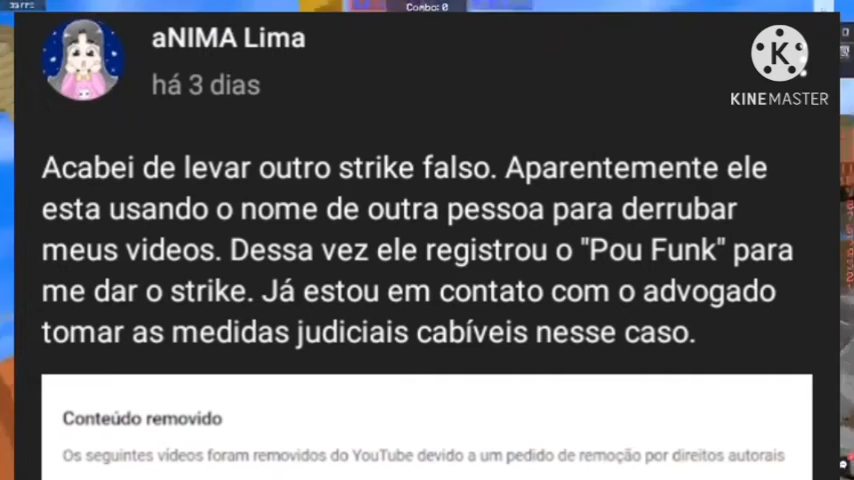 Combo: 0
aNIMA Lima
há 3 dias
KINEMASTER
Acabei de levar outro strike falso. Aparentemente ele
esta usando o nome de outra pessoa para derrubar
meus videos. Dessa vez ele registrou o "Pou Funk" para
me dar o strike. Já estou em contato com o advogado
tomar as medidas judiciais cabíveis nesse caso.
Conteúdo removido
Os seguintes vídeos foram removidos do YouTube devido a um pedido de remoção por direitos autorais